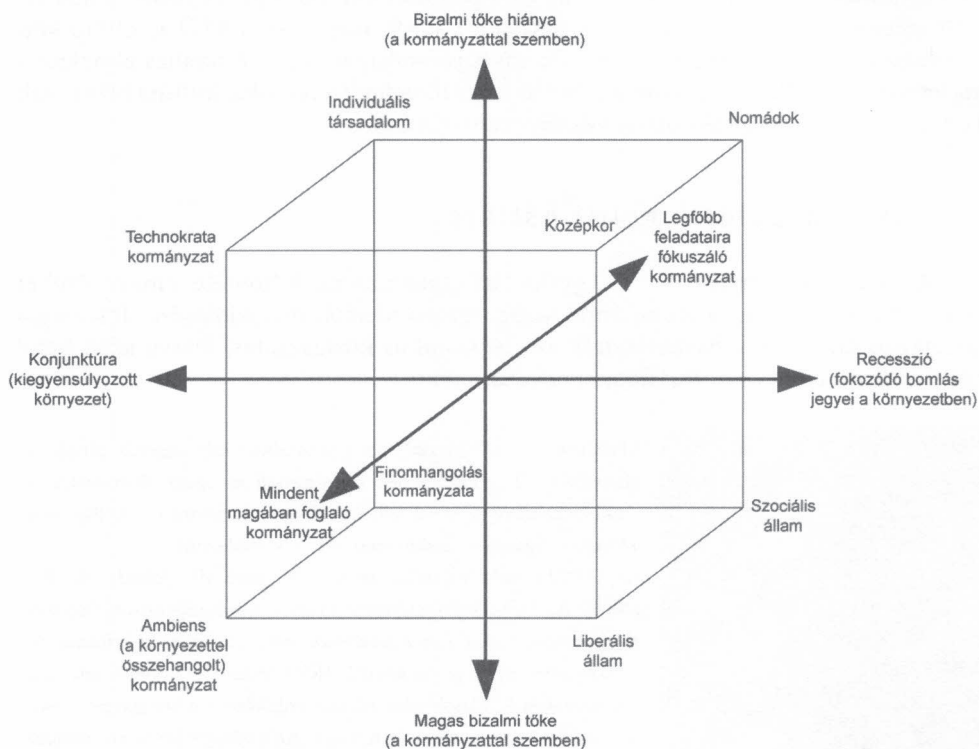 Bizalmi tőke hiánya
(a kormányzattal szemben)
Individuális
társadalom
Nomádok
Technokrata
kormányzat
Középkor
Legfőbb
feladataira
fókuszáló
kormányzat
Konjunktúra
(kiegyensúlyozott
környezet)
Recesszió
(fokozódó bomlás
jegyei a környezetben)
Finomhangolás
kormányzata
Mindent
magában foglaló
kormányzat
Szociális
állam
Ambiens
(a környezettel
összehangolt)
kormányzat
Liberális
állam
Magas bizalmi tőke
(a kormányzattal szemben)